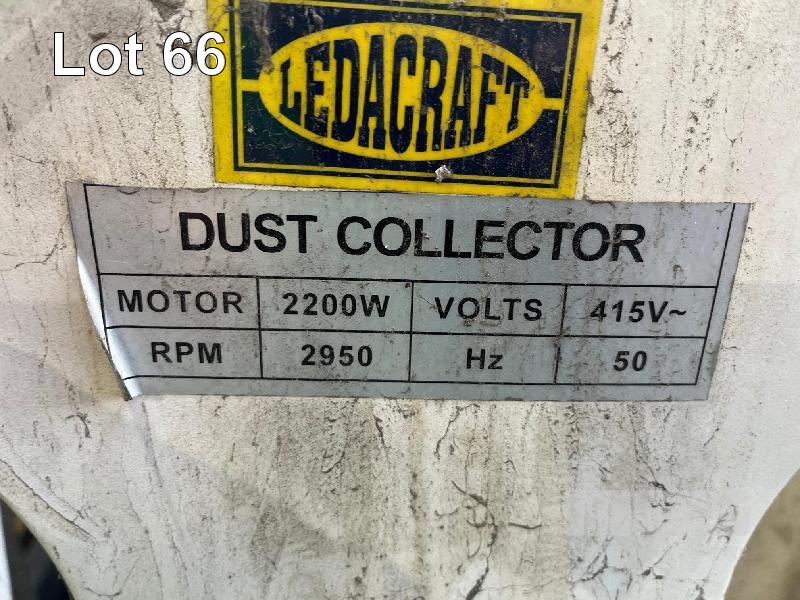 Lot 66
LEDACRAFT
DUST COLLECTOR
MOTOR 2200W VOLTS 415V~
RPM 2950 Hz 50